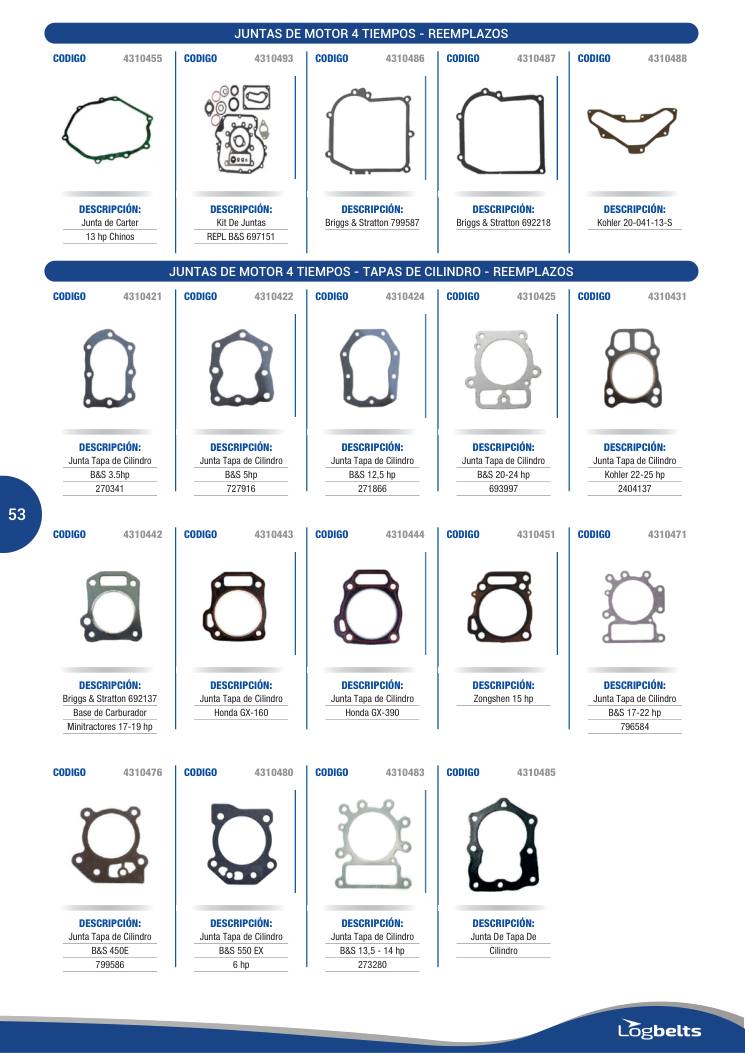 JUNTAS DE MOTOR 4 TIEMPOS - REEMPLAZOS
CODIGO 4310455
DESCRIPCIÓN:
Junta de Carter
13 hp Chinos
CODIGO 4310493
DESCRIPCIÓN:
Kit De Juntas
REPL B&S 697151
CODIGO 4310486
DESCRIPCIÓN:
Briggs & Stratton 799587
CODIGO 4310487
DESCRIPCIÓN:
Briggs & Stratton 692218
CODIGO 4310488
DESCRIPCIÓN:
Kohler 20-041-13-S
JUNTAS DE MOTOR 4 TIEMPOS - TAPAS DE CILINDRO - REEMPLAZOS
CODIGO 4310421
DESCRIPCIÓN:
Junta Tapa de Cilindro
B&S 3.5hp
270341
CODIGO 4310422
DESCRIPCIÓN:
Junta Tapa de Cilindro
B&S 5hp
727916
CODIGO 4310424
DESCRIPCIÓN:
Junta Tapa de Cilindro
B&S 12,5 hp
271866
CODIGO 4310425
DESCRIPCIÓN:
Junta Tapa de Cilindro
B&S 20-24 hp
693997
CODIGO 4310431
DESCRIPCIÓN:
Junta Tapa de Cilindro
Kohler 22-25 hp
2404137
53
CODIGO 4310442
DESCRIPCIÓN:
Briggs & Stratton 692137
Base de Carburador
Minitractores 17-19 hp
CODIGO 4310443
DESCRIPCIÓN:
Junta Tapa de Cilindro
Honda GX-160
CODIGO 4310444
DESCRIPCIÓN:
Junta Tapa de Cilindro
Honda GX-390
CODIGO 4310451
DESCRIPCIÓN:
Zongshen 15 hp
CODIGO 4310471
DESCRIPCIÓN:
Junta Tapa de Cilindro
B&S 17-22 hp
796584
CODIGO 4310476
DESCRIPCIÓN:
Junta Tapa de Cilindro
B&S 450E
799586
CODIGO 4310480
DESCRIPCIÓN:
Junta Tapa de Cilindro
B&S 550 EX
6 hp
CODIGO 4310483
DESCRIPCIÓN:
Junta Tapa de Cilindro
B&S 13,5 - 14 hp
273280
CODIGO 4310485
DESCRIPCIÓN:
Junta De Tapa De
Cilindro
Logbelts